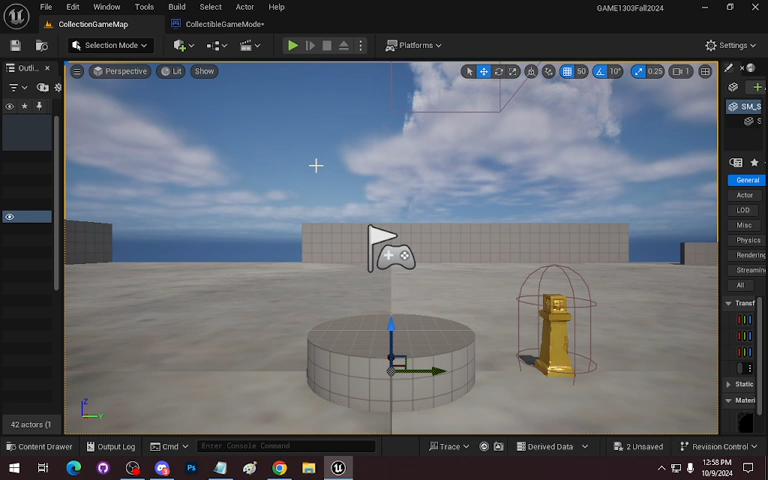 File Edit Window Tools Build Select Actor Help GAME1303Fall2024
CollectionGameMap CollectibleGameMode*
Selection Mode Platforms Settings
Outli...
Perspective Lit Show 50 10° 0.25 1
SM_S
S
General
Actor
LOD
Misc
Physics
Rendering
Streamin
All
Transf
Static
Materi
Z
Y
42 actors (1
Content Drawer Output Log Cmd Enter Console Command Trace Derived Data 2 Unsaved Revision Control
12:58 PM
10/9/2024